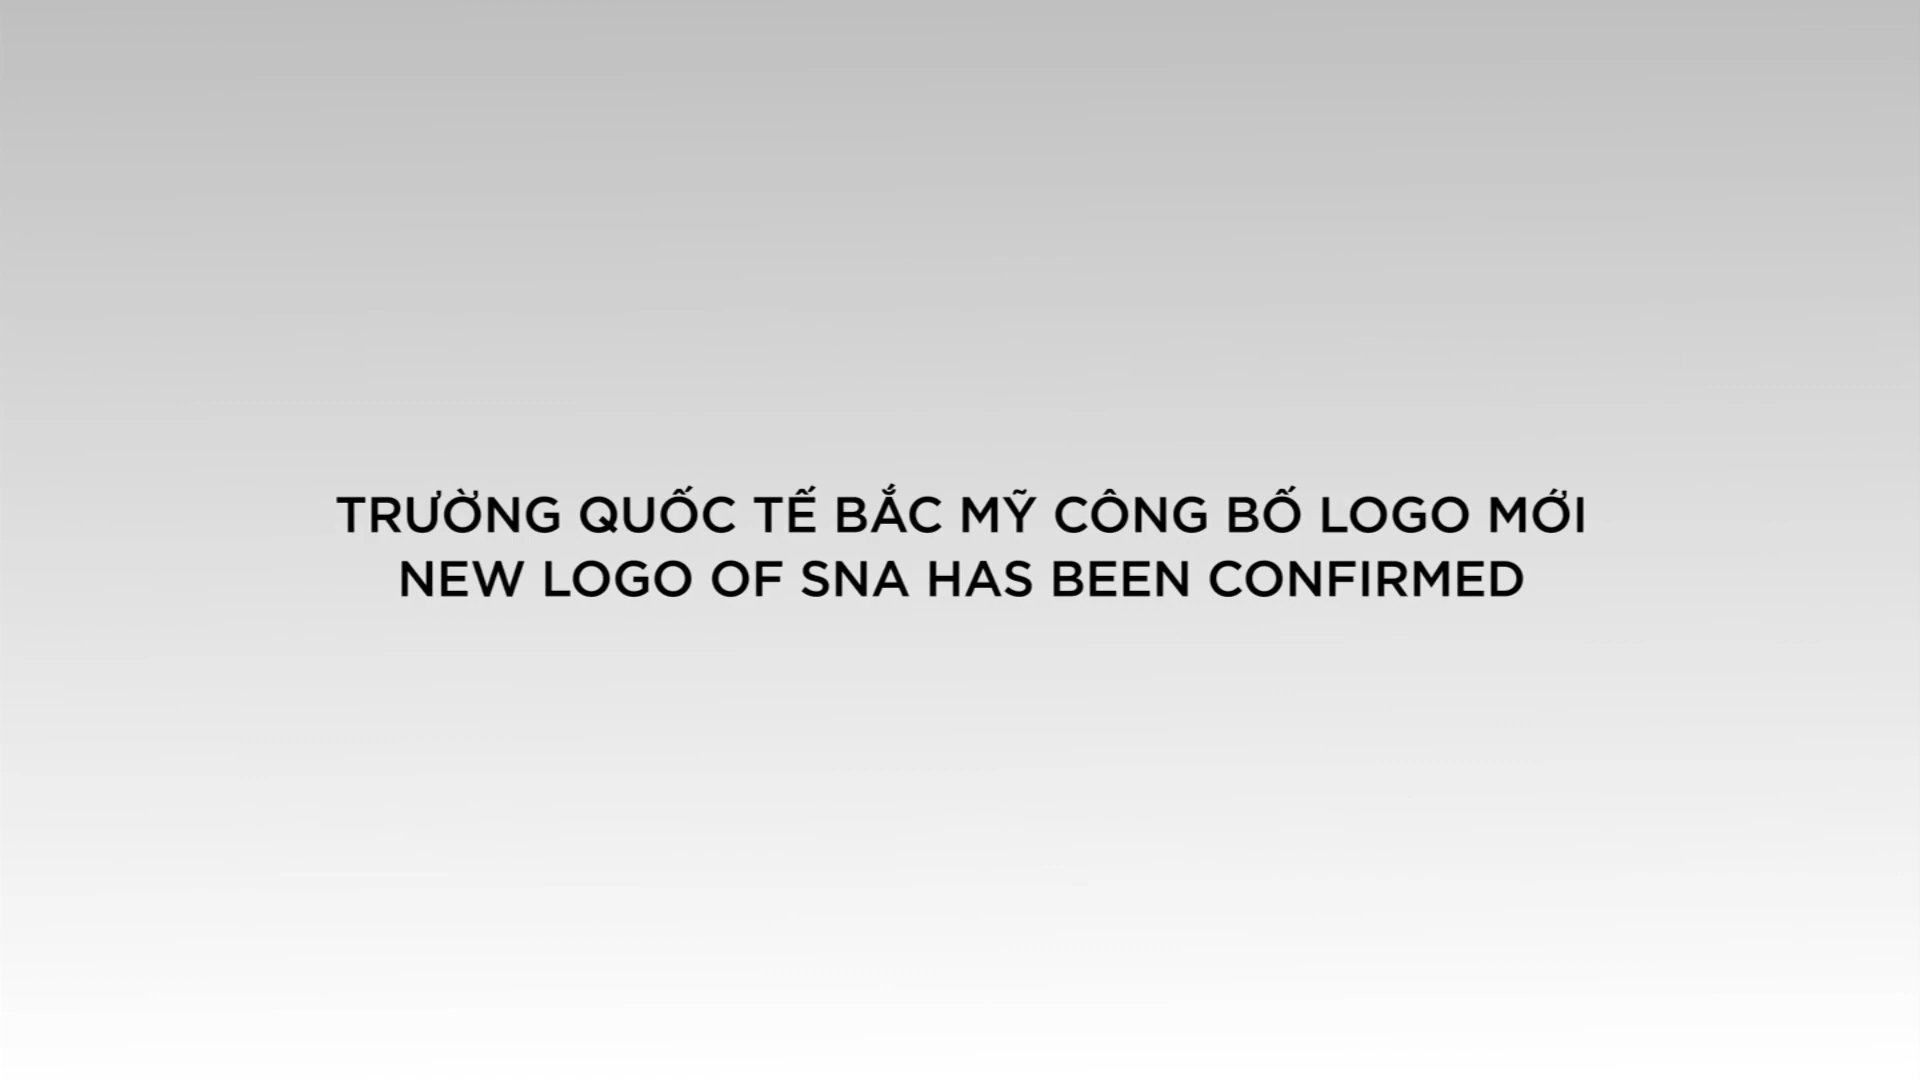 TRƯỜNG QUỐC TẾ BẮC MỸ CÔNG BỐ LOGO MỚI
NEW LOGO OF SNA HAS BEEN CONFIRMED